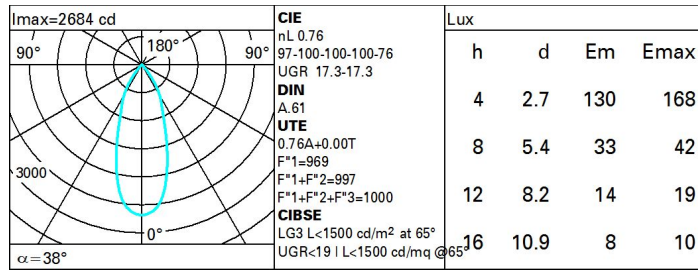 Imax=2684 cd
90°
180°
90°
3000
0°
α=38°
CIE
nL 0.76
97-100-100-100-76
UGR 17.3-17.3
DIN
A.61
UTE
0.76A+0.00T
F"1=969
F"1+F"2=997
F"1+F"2+F"3=1000
CIBSE
LG3 L<1500 cd/m² at 65°
UGR<19 | L<1500 cd/mq @65°
Lux
h d Em Emax
4 2.7 130 168
8 5.4 33 42
12 8.2 14 19
16 10.9 8 10